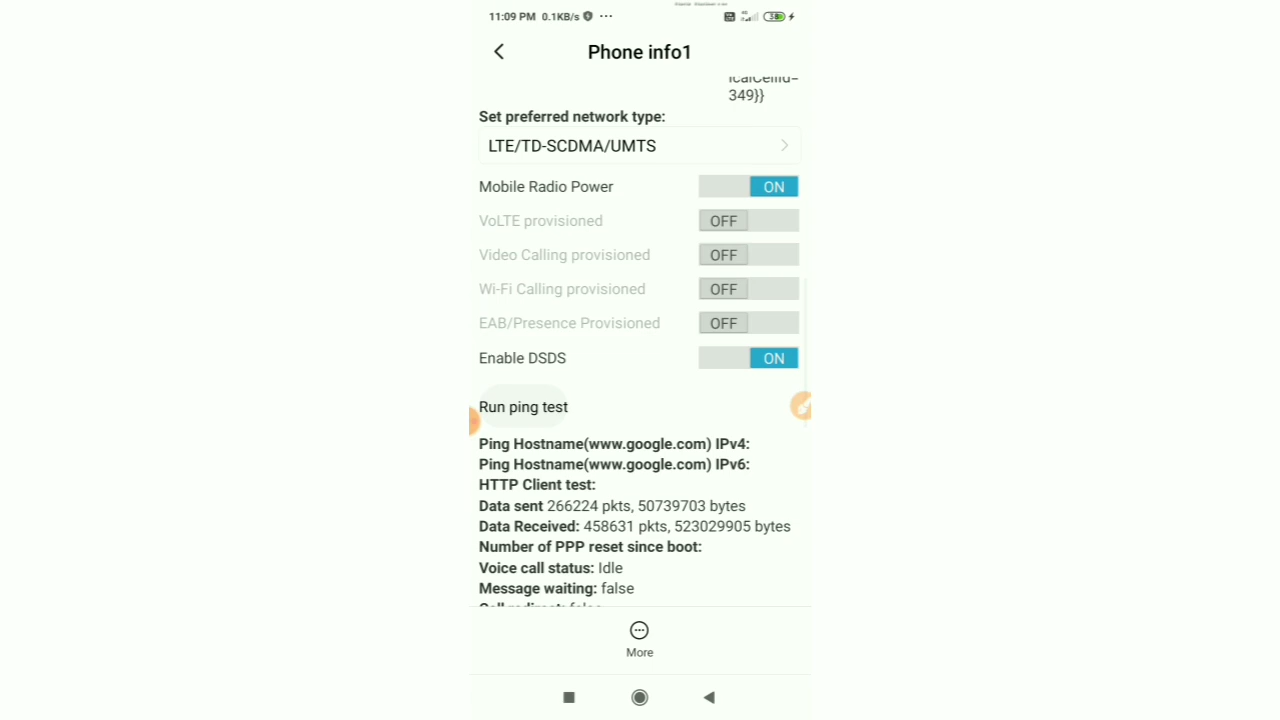 11:09 PM 0.1KB/s ...
4G
38
Phone info1
349}}
Set preferred network type:
LTE/TD-SCDMA/UMTS
Mobile Radio Power ON
VoLTE provisioned OFF
Video Calling provisioned OFF
Wi-Fi Calling provisioned OFF
EAB/Presence Provisioned OFF
Enable DSDS ON
Run ping test
Ping Hostname(www.google.com) IPv4:
Ping Hostname(www.google.com) IPv6:
HTTP Client test:
Data sent 266224 pkts, 50739703 bytes
Data Received: 458631 pkts, 523029905 bytes
Number of PPP reset since boot:
Voice call status: Idle
Message waiting: false
More